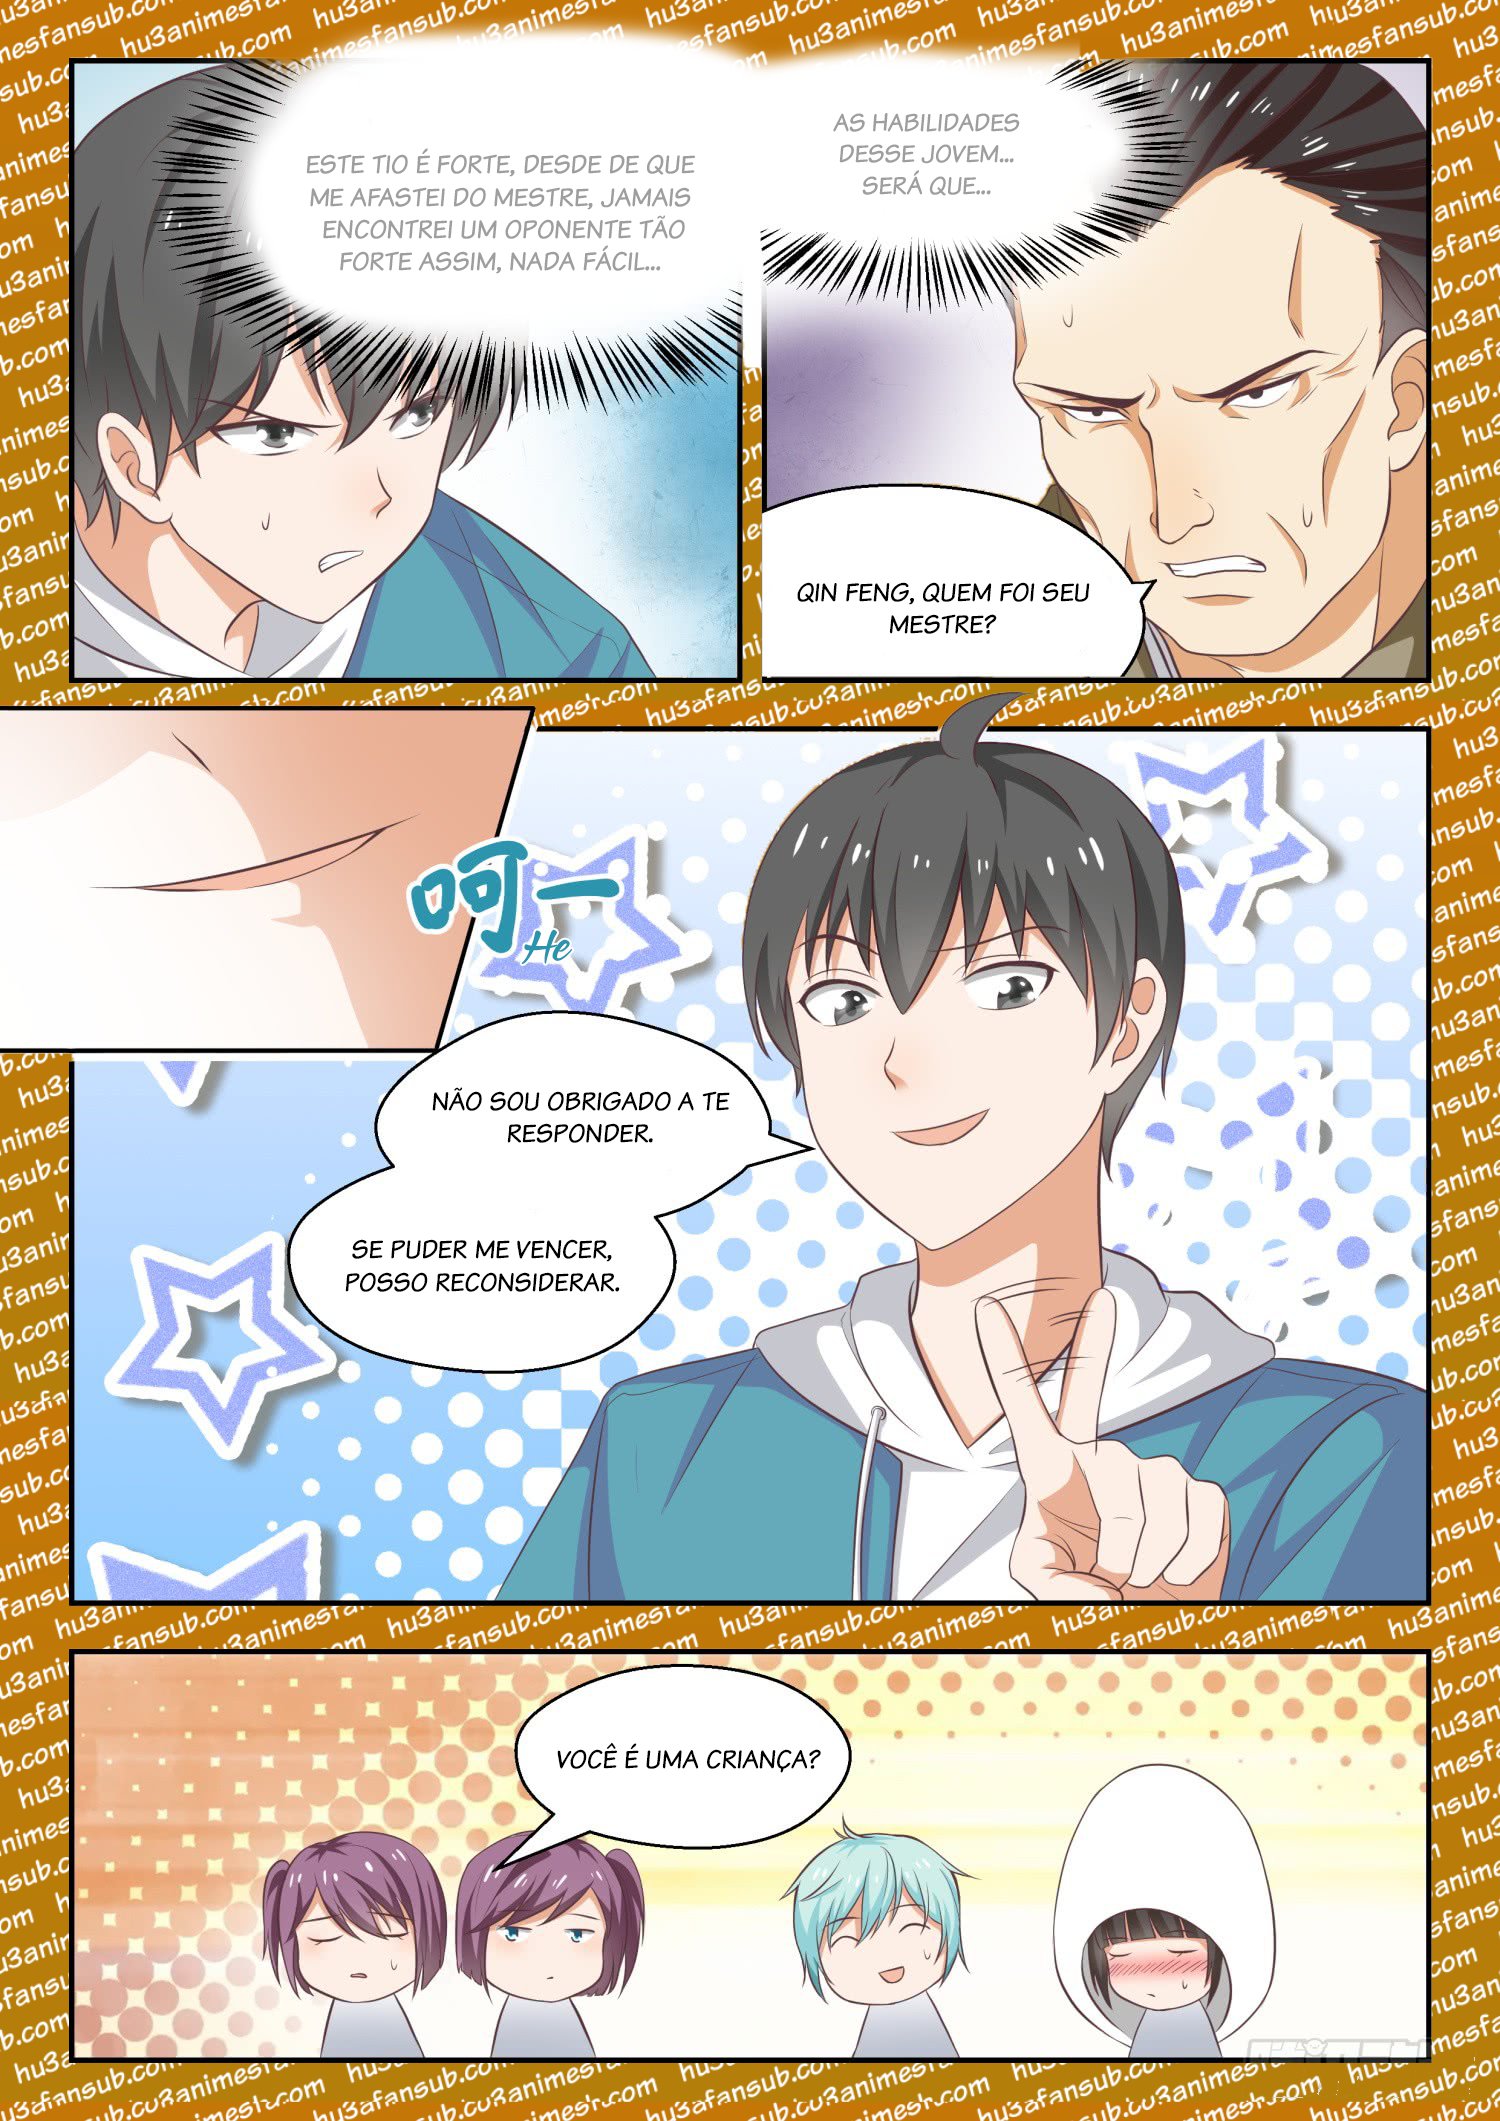 hu3animesfansub.com
ESTE TIO É FORTE, DESDE DE QUE
ME AFASTEI DO MESTRE, JAMAIS
ENCONTREI UM OPONENTE TÃO
FORTE ASSIM, NADA FÁCIL...
AS HABILIDADES
DESSE JOVEM...
SERÁ QUE...
QIN FENG, QUEM FOI SEU
MESTRE?
呵一
He
NÃO SOU OBRIGADO A TE
RESPONDER.
SE PUDER ME VENCER,
POSSO RECONSIDERAR.
VOCÊ É UMA CRIANÇA?